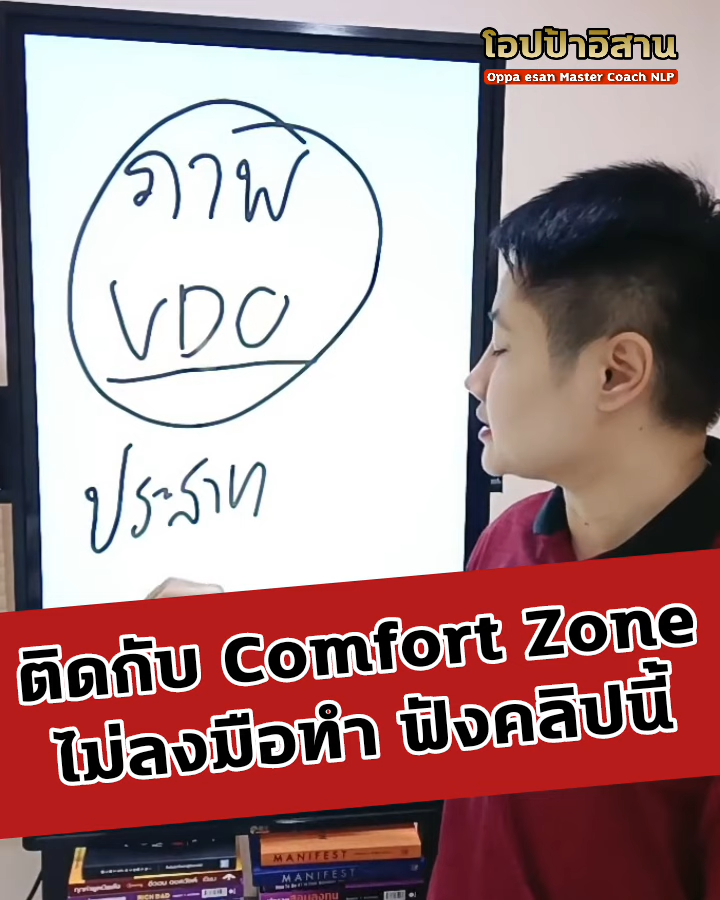 โอปป้าอิสาน
Oppa esan Master Coach NLP
ภาพ
VDO
ประสาท
ติดกับ Comfort Zone
ไม่ลงมือทำ ฟังคลิปนี้
MANIFEST
MANIFEST
RICH DAD